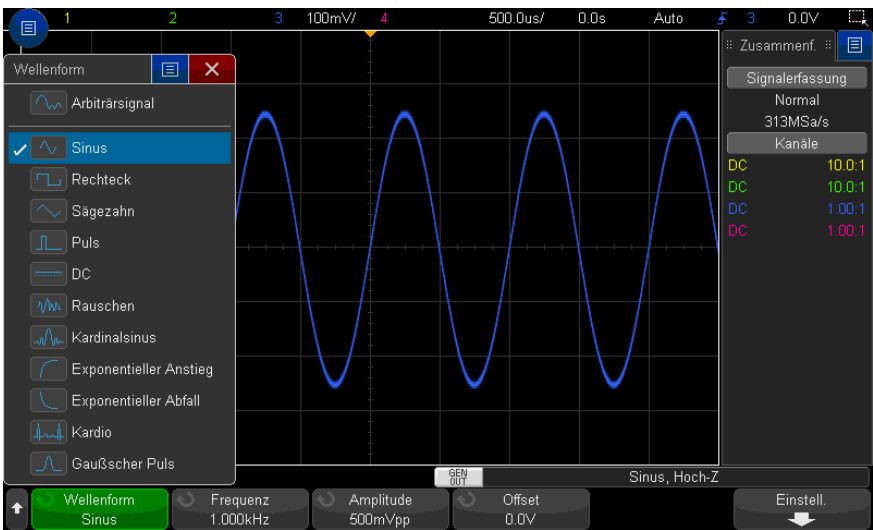 1 2 3 100mV/ 4 500.0us/ 0.0s Auto 3 0.0V
Wellenform
Arbiträrsignal
Sinus
Rechteck
Sägezahn
Puls
DC
Rauschen
Kardinalsinus
Exponentieller Anstieg
Exponentieller Abfall
Kardio
Gaußscher Puls
Zusammenf.
Signalerfassung
Normal
313MSa/s
Kanäle
DC 10.0:1
DC 10.0:1
DC 1.00:1
DC 1.00:1
GEN OUT Sinus, Hoch-Z
Wellenform Frequenz Amplitude Offset Einstell.
Sinus 1.000kHz 500mVpp 0.0V